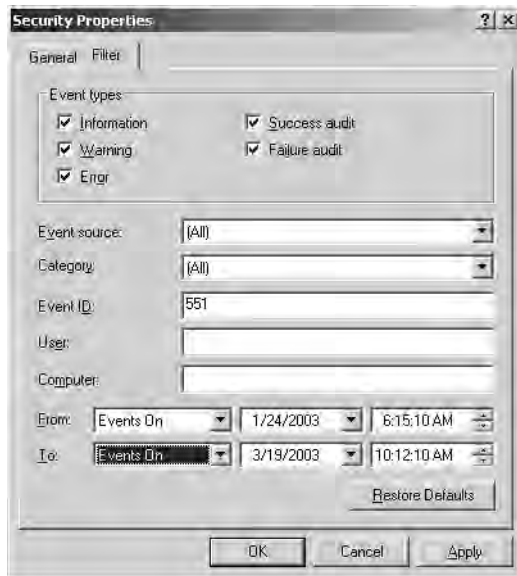 Security Properties ? ×
General Filter
Event types
Information Success audit
Warning Failure audit
Error
Event source: (All)
Category: (All)
Event ID: 551
User:
Computer:
From: Events On 1/24/2003 6:15:10 AM
To: Events On 3/19/2003 10:12:10 AM
Restore Defaults
OK Cancel Apply